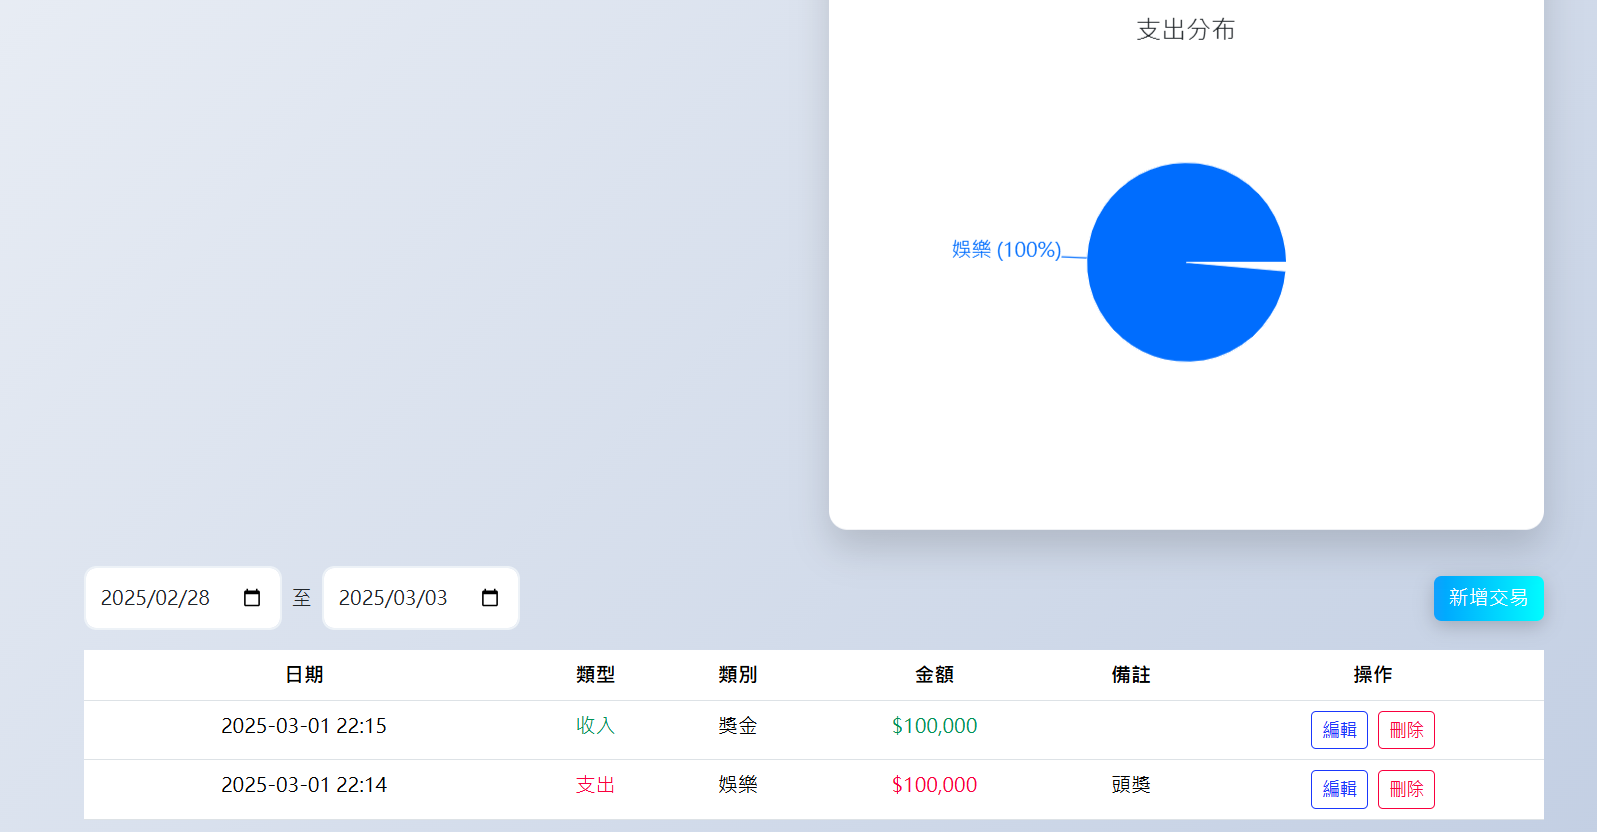 支出分布
娛樂 (100%)
2025/02/28 至 2025/03/03 新增交易
日期 類型 類別 金額 備註 操作
2025-03-01 22:15 收入 獎金 $100,000 編輯 刪除
2025-03-01 22:14 支出 娛樂 $100,000 頭獎 編輯 刪除